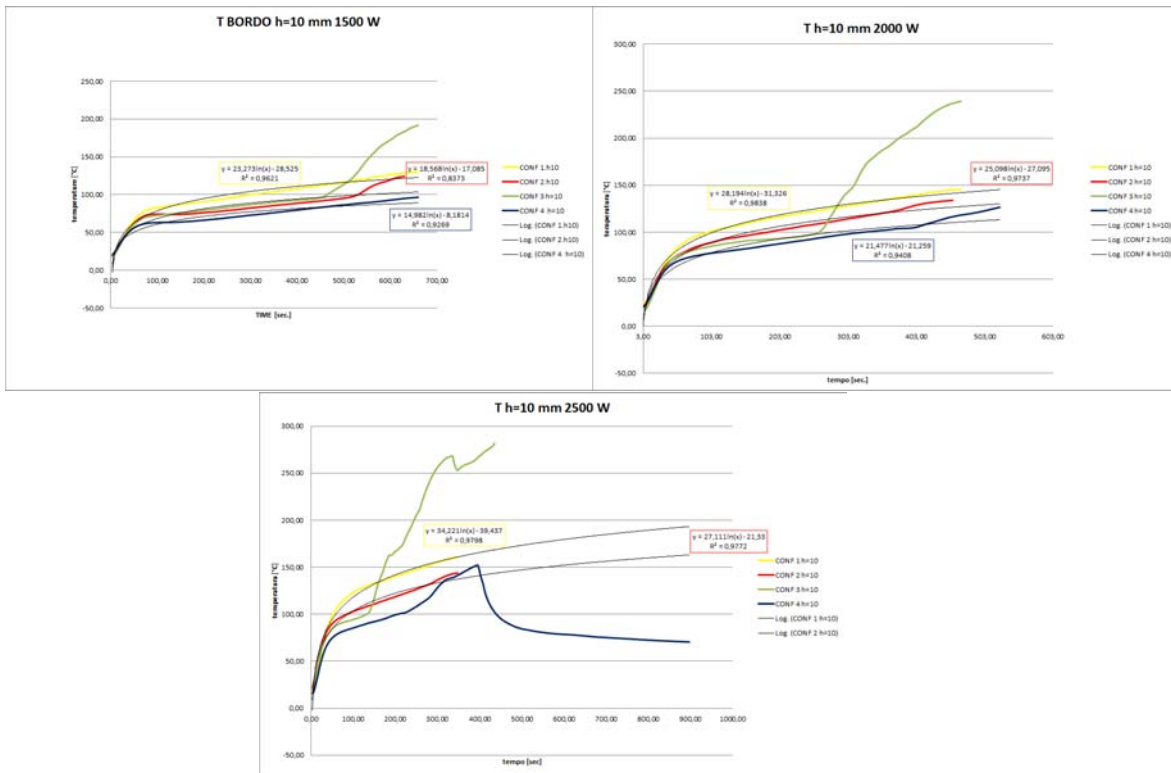 T BORDO h=10 mm 1500 W
250,00
200,00
150,00
100,00
50,00
0,00
-50,00
temperatura [°C]
0,00 100,00 200,00 300,00 400,00 500,00 600,00 700,00
TIME [sec.]
y = 23,273ln(x) - 28,525
R² = 0,9621
y = 18,568ln(x) - 17,085
R² = 0,8373
y = 14,982ln(x) - 8,1814
R² = 0,9269
CONF 1.h10
CONF 2.h10
CONF 3 h=10
CONF 4 h=10
Log. (CONF 1.h10)
Log. (CONF 2.h10)
Log. (CONF 4 h=10)
T h=10 mm 2000 W
300,00
250,00
200,00
150,00
100,00
50,00
0,00
-50,00
temperatura [°C]
3,00 103,00 203,00 303,00 403,00 503,00 603,00
tempo [sec.]
y = 28,194ln(x) - 31,326
R² = 0,9838
y = 25,098ln(x) - 27,095
R² = 0,9737
y = 21,477ln(x) - 21,259
R² = 0,9408
CONF 1 h=10
CONF 2 h=10
CONF 3 h=10
CONF 4 h=10
Log. (CONF 1 h=10)
Log. (CONF 2 h=10)
Log. (CONF 4 h=10)
T h=10 mm 2500 W
300,00
250,00
200,00
150,00
100,00
50,00
0,00
-50,00
temperatura [°C]
0,00 100,00 200,00 300,00 400,00 500,00 600,00 700,00 800,00 900,00 1000,00
tempo [sec]
y = 34,221ln(x) - 39,437
R² = 0,9798
y = 27,111ln(x) - 21,33
R² = 0,9772
CONF 1 h=10
CONF 2 h=10
CONF 3 h=10
CONF 4 h=10
Log. (CONF 1 h=10)
Log. (CONF 2 h=10)